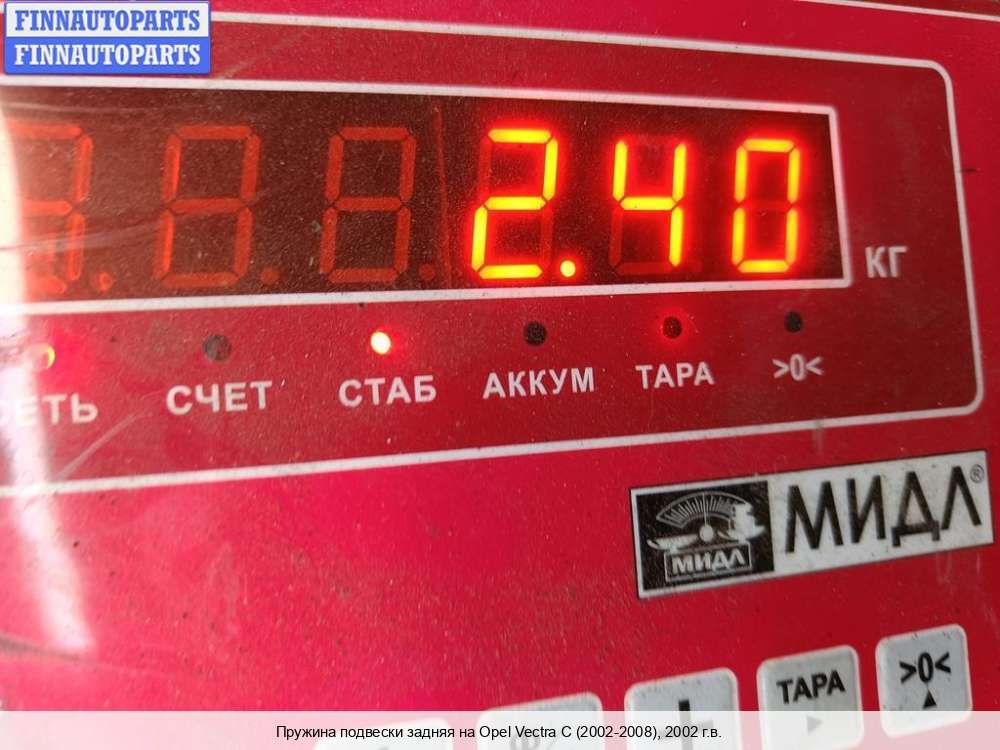 FINNAUTOPARTS
FINNAUTOPARTS
2.40
КГ
СЧЕТ СТАБ АККУМ ТАРА >0<
МИДЛ
МИДЛ®
ТАРА >0<
Пружина подвески задняя на Opel Vectra C (2002-2008), 2002 г.в.